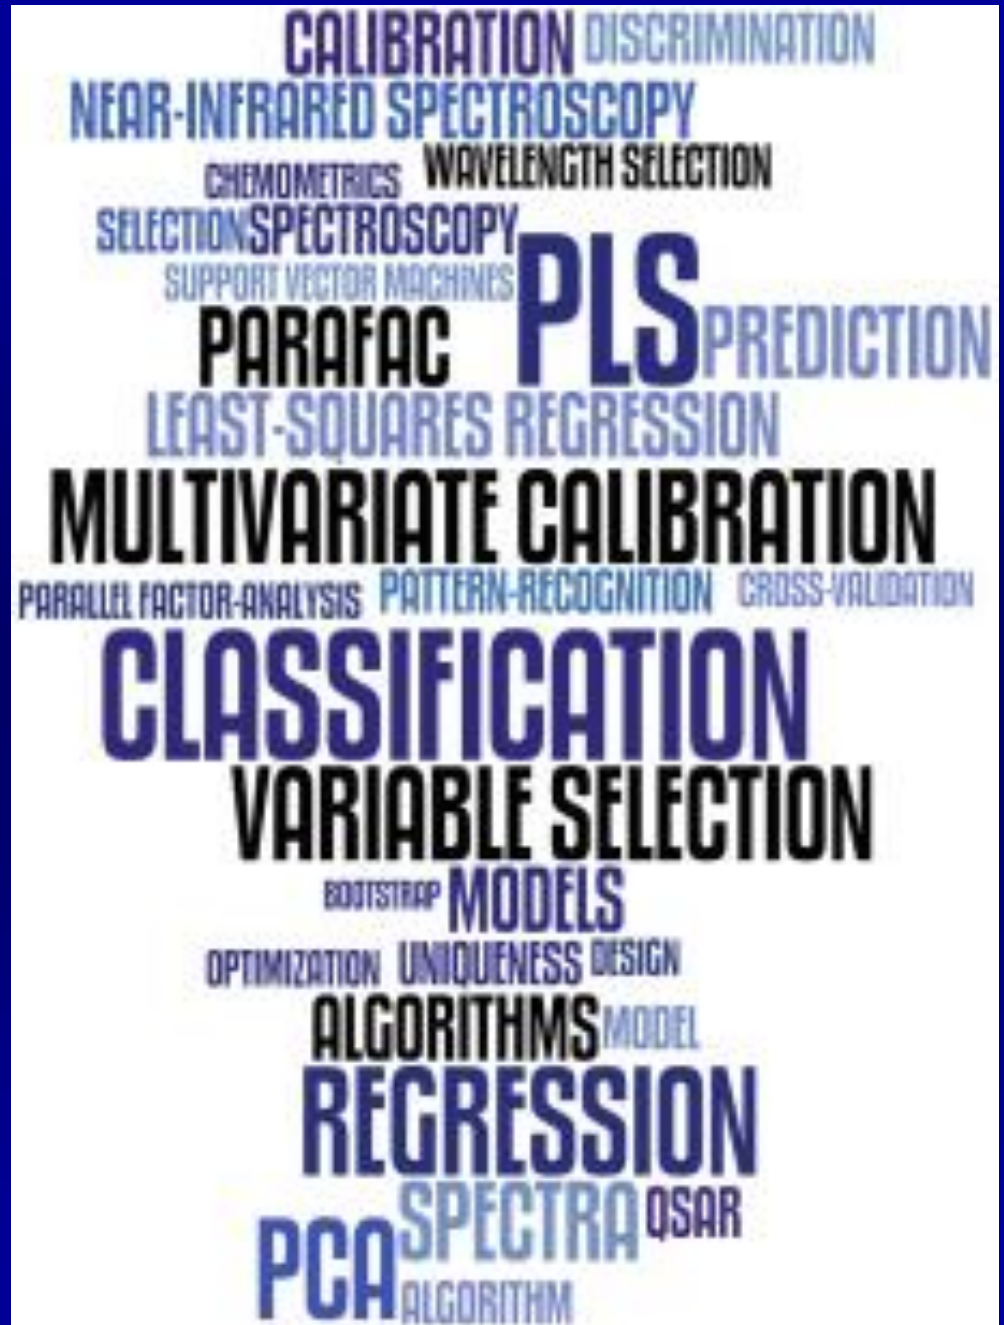 CALIBRATION DISCRIMINATION
NEAR-INFRARED SPECTROSCOPY
CHEMOMETRICS WAVELENGTH SELECTION
SELECTION SPECTROSCOPY
SUPPORT VECTOR MACHINES PLS
PARAFAC PREDICTION
LEAST-SQUARES REGRESSION
MULTIVARIATE CALIBRATION
PARALLEL FACTOR-ANALYSIS PATTERN-RECOGNITION CROSS-VALIDATION
CLASSIFICATION
VARIABLE SELECTION
BOOTSTRAP MODELS
OPTIMIZATION UNIQUENESS DESIGN
ALGORITHMS MODEL
REGRESSION
SPECTRA QSAR
PCA ALGORITHM